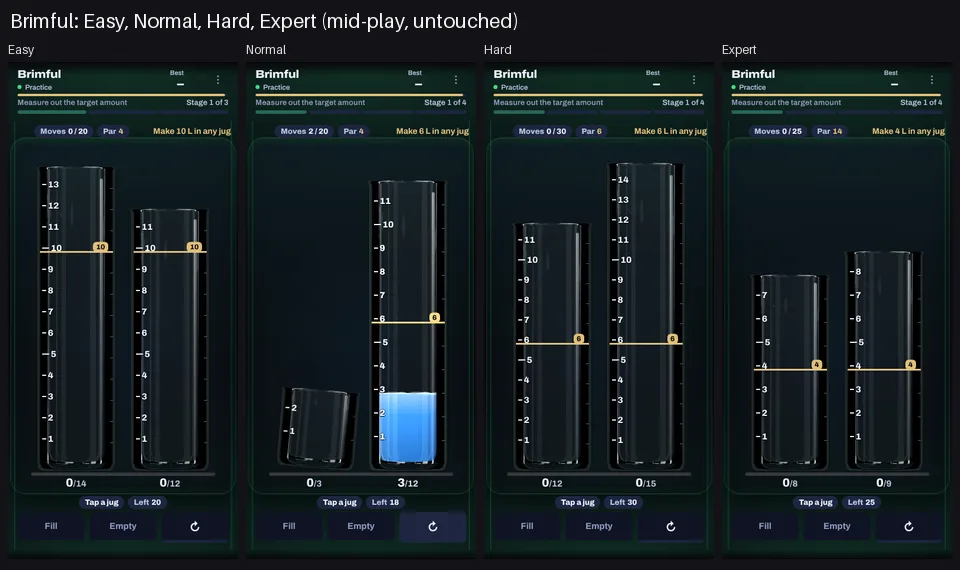 Brimful: Easy, Normal, Hard, Expert (mid-play, untouched)
Easy
Brimful
Best
Practice
–
Measure out the target amount
Stage 1 of 3
Moves 0 / 20
Par 4
Make 10 L in any jug
13
12
11
10
10
9
8
7
6
5
4
3
2
1
11
10
10
9
8
7
6
5
4
3
2
1
0/14
0/12
Tap a jug
Left 20
Fill
Empty
Normal
Brimful
Best
Practice
–
Measure out the target amount
Stage 1 of 4
Moves 2 / 20
Par 4
Make 6 L in any jug
2
1
11
10
9
8
7
6
6
5
4
3
2
1
0/3
3/12
Tap a jug
Left 18
Fill
Empty
Hard
Brimful
Best
Practice
–
Measure out the target amount
Stage 1 of 4
Moves 0 / 30
Par 6
Make 6 L in any jug
11
10
9
8
7
6
6
5
4
3
2
1
14
13
12
11
10
9
8
7
6
6
5
4
3
2
1
0/12
0/15
Tap a jug
Left 30
Fill
Empty
Expert
Brimful
Best
Practice
–
Measure out the target amount
Stage 1 of 4
Moves 0 / 25
Par 14
Make 4 L in any jug
7
6
5
4
4
3
2
1
8
7
6
5
4
4
3
2
1
0/8
0/9
Tap a jug
Left 25
Fill
Empty